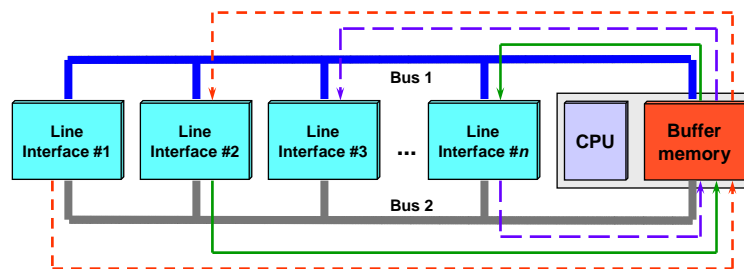 Bus 1
Line
Interface #1
Line
Interface #2
Line
Interface #3
...
Line
Interface #n
CPU
Buffer
memory
Bus 2